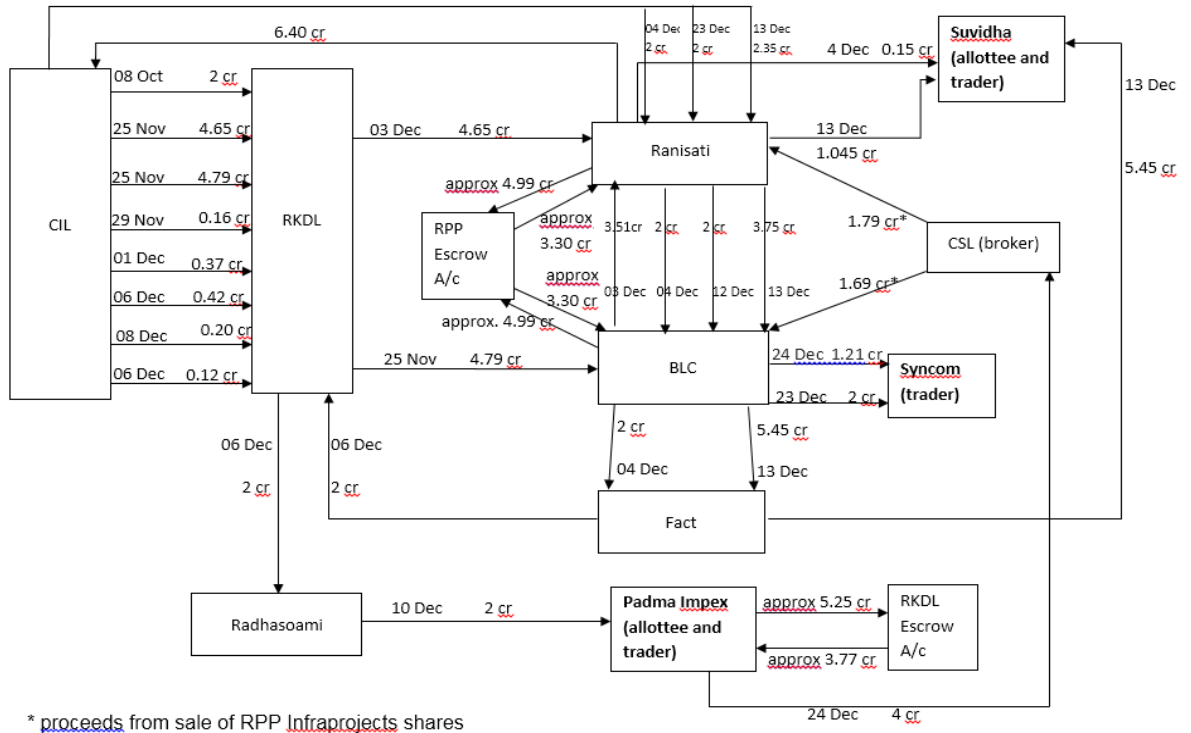 6.40 cr
04 Dec
2 cr
23 Dec
2 cr
13 Dec
2.35 cr
4 Dec 0.15 cr
Suvidha
(allottee and
trader)
13 Dec
5.45 cr
CIL
08 Oct 2 cr
25 Nov 4.65 cr
25 Nov 4.79 cr
29 Nov 0.16 cr
01 Dec 0.37 cr
06 Dec 0.42 cr
08 Dec 0.20 cr
06 Dec 0.12 cr
RKDL
03 Dec 4.65 cr
Ranisati
13 Dec
1.045 cr
approx 4.99 cr
RPP
Escrow
A/c
approx
3.30 cr
approx
3.30 cr
approx. 4.99 cr
3.51cr
03 Dec
2 cr
04 Dec
2 cr
12 Dec
3.75 cr
13 Dec
1.79 cr*
CSL (broker)
1.69 cr*
25 Nov 4.79 cr
BLC
24 Dec 1.21 cr
23 Dec 2 cr
Syncom
(trader)
2 cr
04 Dec
5.45 cr
13 Dec
06 Dec
2 cr
06 Dec
2 cr
Fact
Radhasoami
10 Dec 2 cr
Padma Impex
(allottee and
trader)
approx 5.25 cr
approx 3.77 cr
RKDL
Escrow
A/c
24 Dec 4 cr
* proceeds from sale of RPP Infraprojects shares